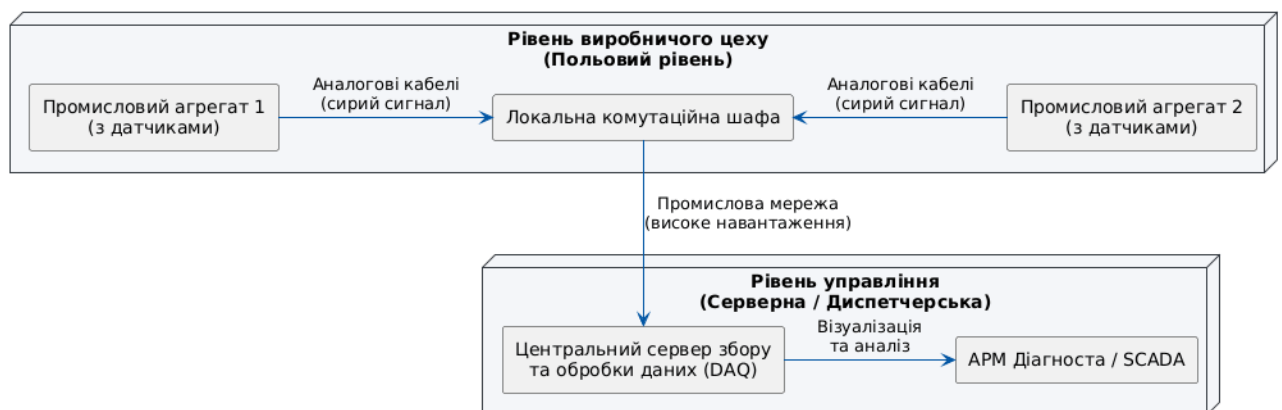 Рівень виробничого цеху
(Польовий рівень)
Промисловий агрегат 1
(з датчиками)
Аналогові кабелі
(сирий сигнал)
Локальна комутаційна шафа
Аналогові кабелі
(сирий сигнал)
Промисловий агрегат 2
(з датчиками)
Промислова мережа
(високе навантаження)
Рівень управління
(Серверна / Диспетчерська)
Центральний сервер збору
та обробки даних (DAQ)
Візуалізація
та аналіз
АРМ Діагноста / SCADA